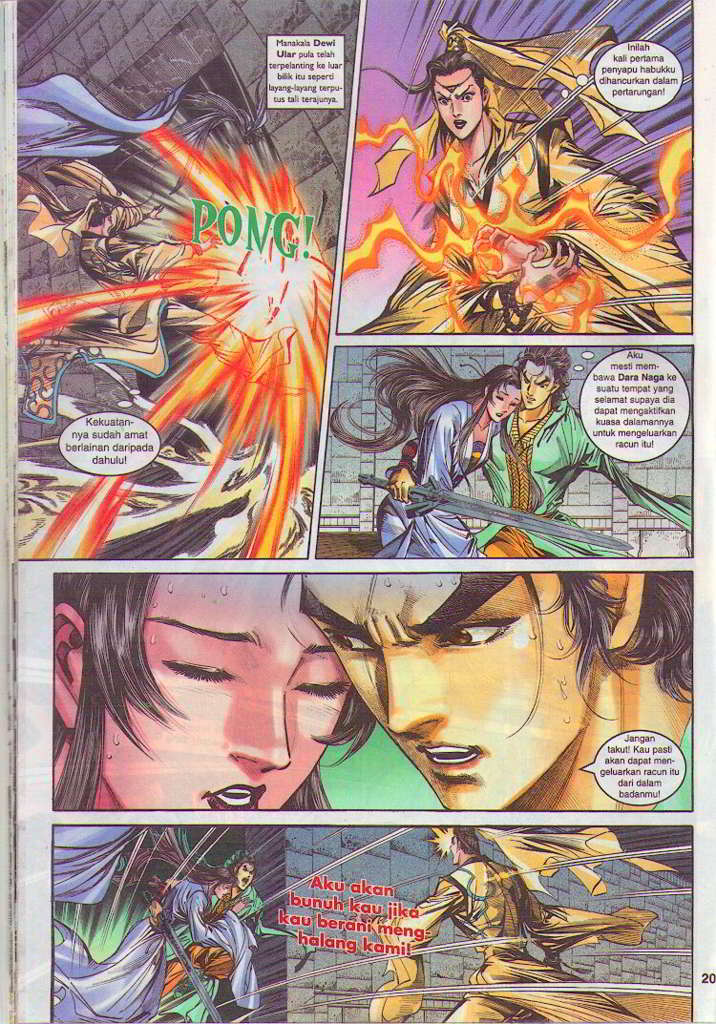 Manakala Dewi
Ular pula telah
terpelanting ke luar
bilik itu seperti
layang-layang terpu-
tus tali terajunya.
PONG!
Kekuatan-
nya sudah amat
berlainan daripada
dahulu!
Inilah
kali pertama
penyapu habukku
dihancurkan dalam
pertarungan!
Aku
mesti mem-
bawa Dara Naga ke
suatu tempat yang
selamat supaya dia
dapat mengaktifkan
kuasa dalamannya
untuk mengeluarkan
racun itu!
Jangan
takut! Kau pasti
akan dapat men-
geluarkan racun itu
dari dalam
badanmu!
Aku akan
bunuh kau jika
kau berani meng-
halang kami!
20